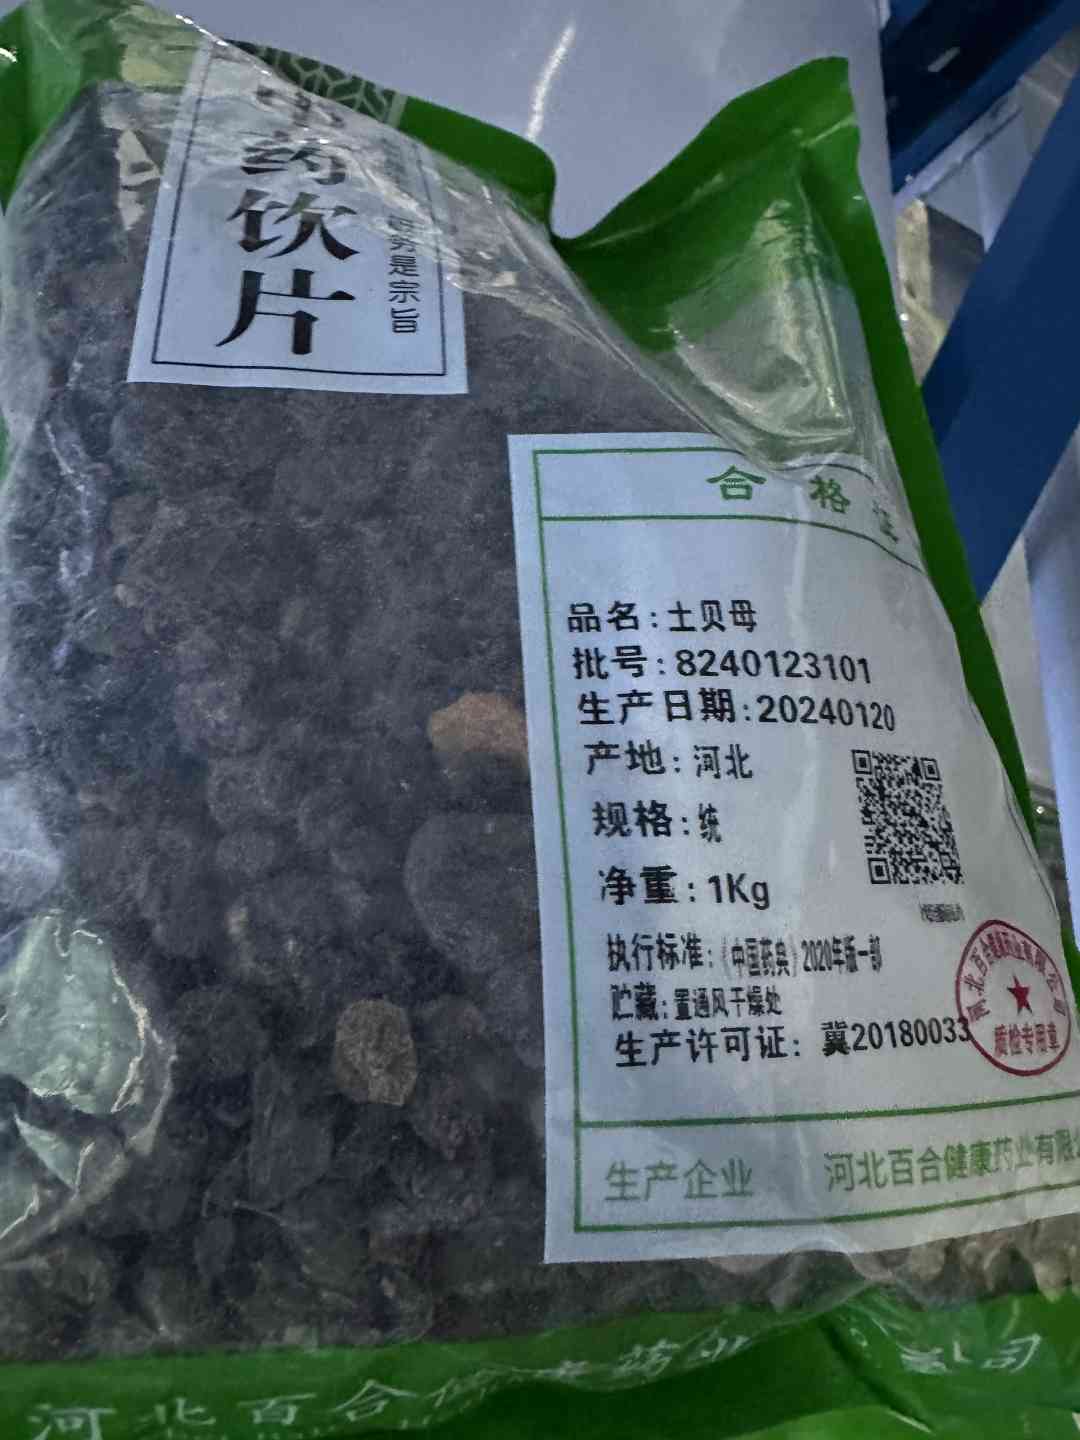 中药饮片
服务是宗旨
合格证
品名:土贝母
批号:8240123101
生产日期:20240120
产地:河北
规格:统
净重:1Kg
执行标准:《中国药典》2020年版一部
贮藏:置通风干燥处
生产许可证:冀20180033
质检专用章
生产企业 河北百合健康药业有限
河北百合 药业 公司